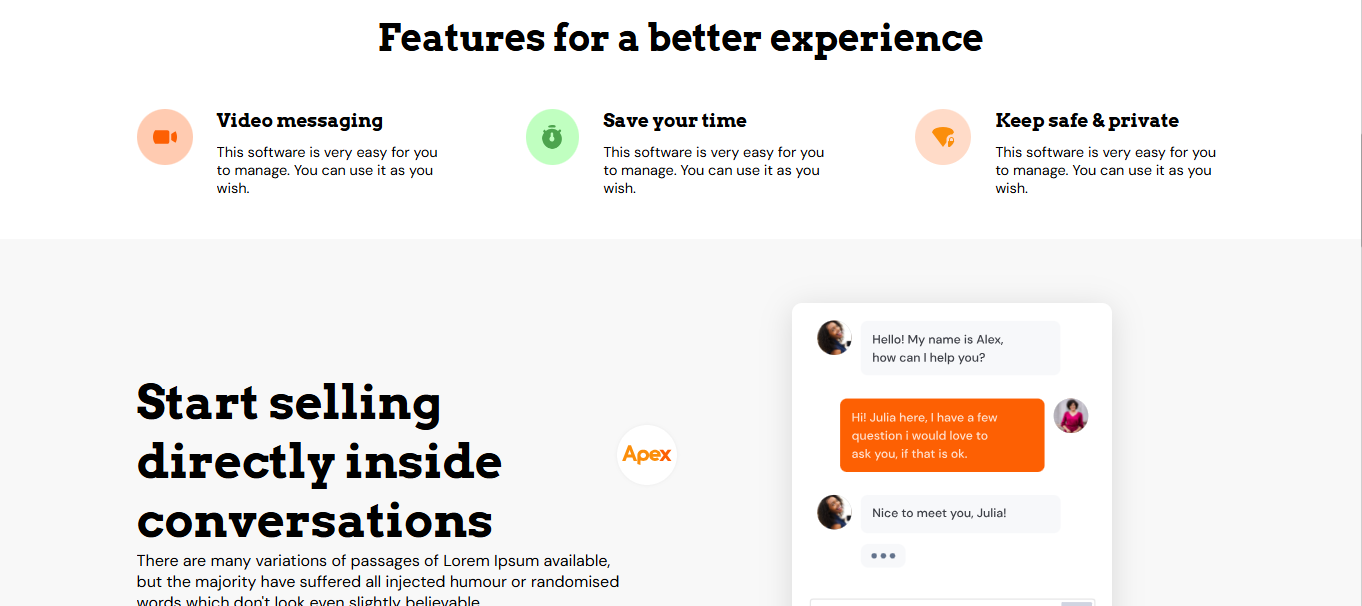 Features for a better experience
Video messaging
This software is very easy for you
to manage. You can use it as you
wish.
Save your time
This software is very easy for you
to manage. You can use it as you
wish.
Keep safe & private
This software is very easy for you
to manage. You can use it as you
wish.
Start selling
directly inside
conversations
There are many variations of passages of Lorem Ipsum available,
but the majority have suffered all injected humour or randomised
words which don't look even slightly believable
Apex
Hello! My name is Alex,
how can I help you?
Hi! Julia here, I have a few
question i would love to
ask you, if that is ok.
Nice to meet you, Julia!